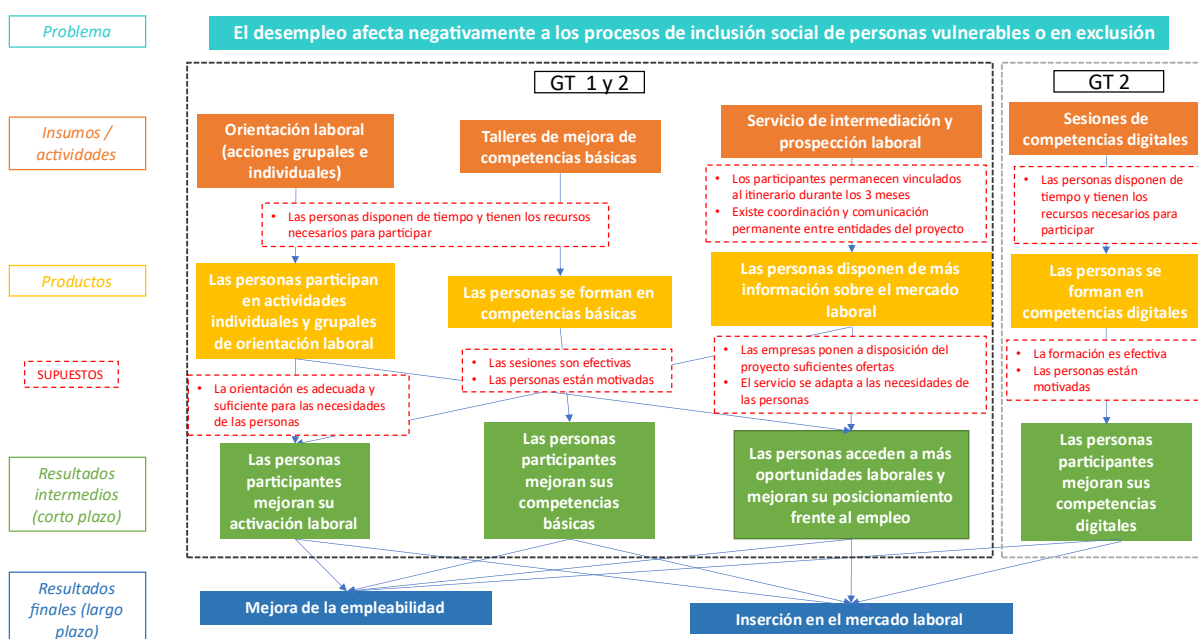 Problema
El desempleo afecta negativamente a los procesos de inclusión social de personas vulnerables o en exclusión
GT 1 y 2
GT 2
Insumos /
actividades
Orientación laboral
(acciones grupales e
individuales)
Talleres de mejora de
competencias básicas
Servicio de intermediación y
prospección laboral
Sesiones de
competencias digitales
• Las personas disponen de tiempo y tienen los recursos
necesarios para participar
• Los participantes permanecen vinculados
al itinerario durante los 3 meses
• Existe coordinación y comunicación
permanente entre entidades del proyecto
• Las personas disponen de
tiempo y tienen los
recursos necesarios para
participar
Productos
Las personas participan
en actividades
individuales y grupales
de orientación laboral
Las personas se forman en
competencias básicas
Las personas disponen de más
información sobre el mercado
laboral
Las personas se
forman en
competencias digitales
SUPUESTOS
• La orientación es adecuada y
suficiente para las necesidades
de las personas
• Las sesiones son efectivas
• Las personas están motivadas
• Las empresas ponen a disposición del
proyecto suficientes ofertas
• El servicio se adapta a las necesidades de
las personas
• La formación es efectiva
• Las personas están
motivadas
Resultados
intermedios
(corto plazo)
Las personas
participantes
mejoran su
activación laboral
Las personas
participantes
mejoran sus
competencias
básicas
Las personas acceden a más
oportunidades laborales y
mejoran su posicionamiento
frente al empleo
Las personas
participantes
mejoran sus
competencias
digitales
Resultados
finales (largo
plazo)
Mejora de la empleabilidad
Inserción en el mercado laboral